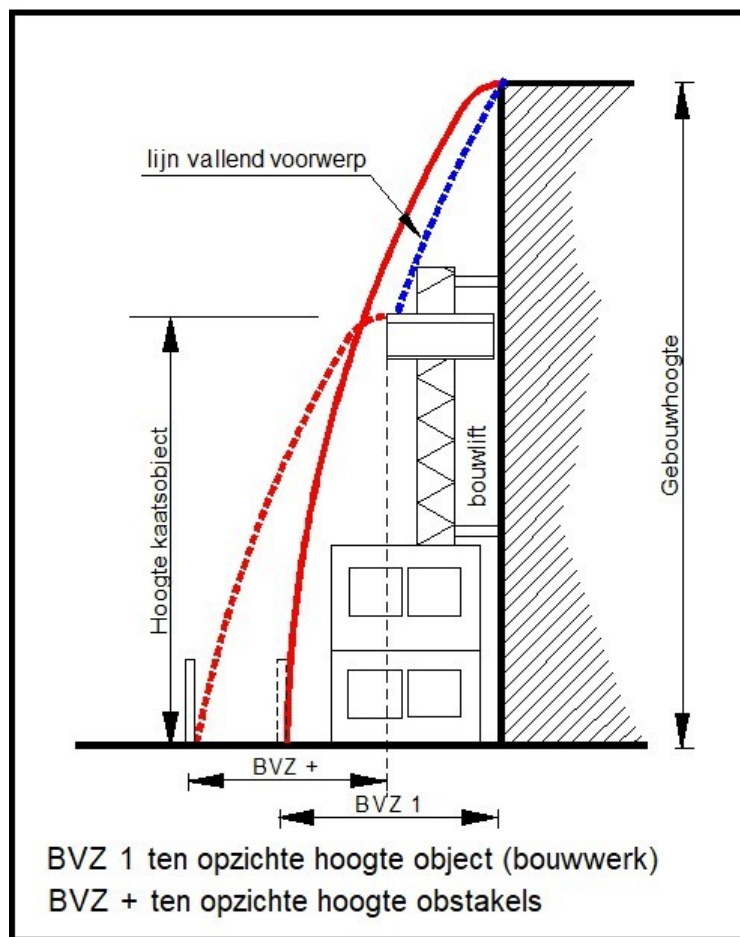 lijn vallend voorwerp
Hoogte kaatsobject
bouwlift
Gebouwhoogte
BVZ +
BVZ 1
BVZ 1 ten opzichte hoogte object (bouwwerk)
BVZ + ten opzichte hoogte obstakels